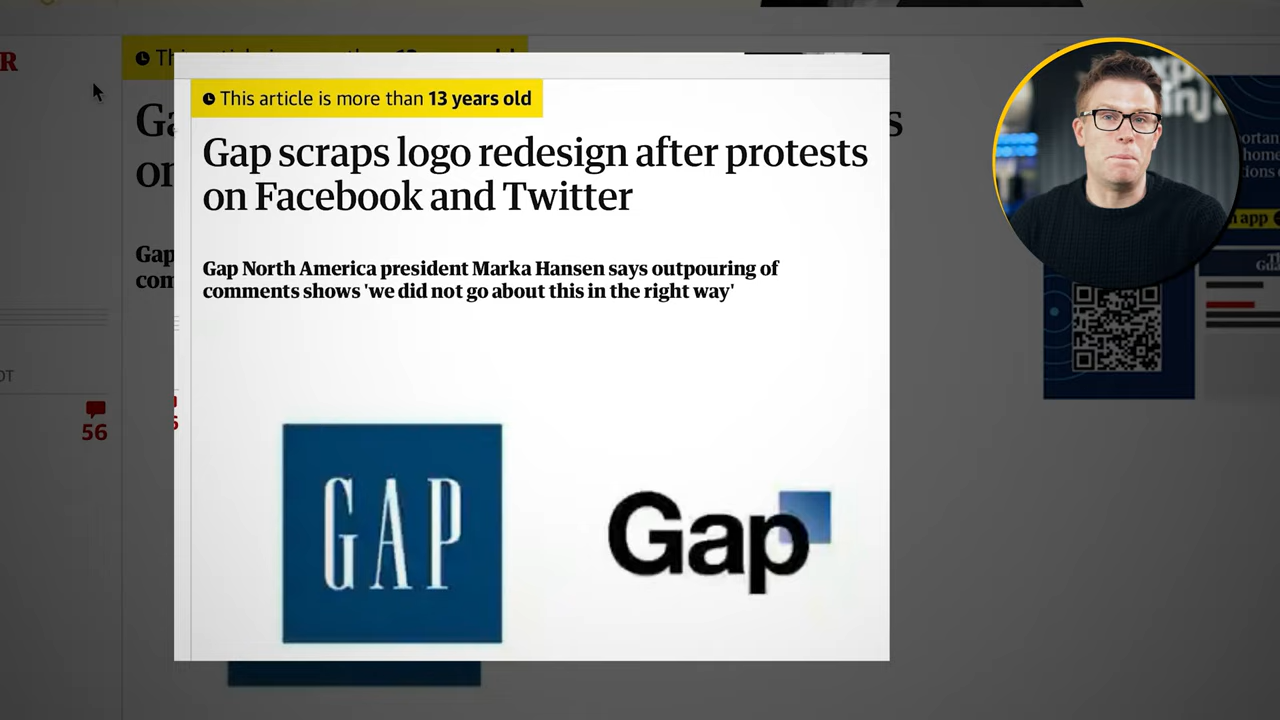 This article is more than 13 years old
Gap scraps logo redesign after protests
on Facebook and Twitter
Gap North America president Marka Hansen says outpouring of
comments shows 'we did not go about this in the right way'
GAP
Gap
56
app